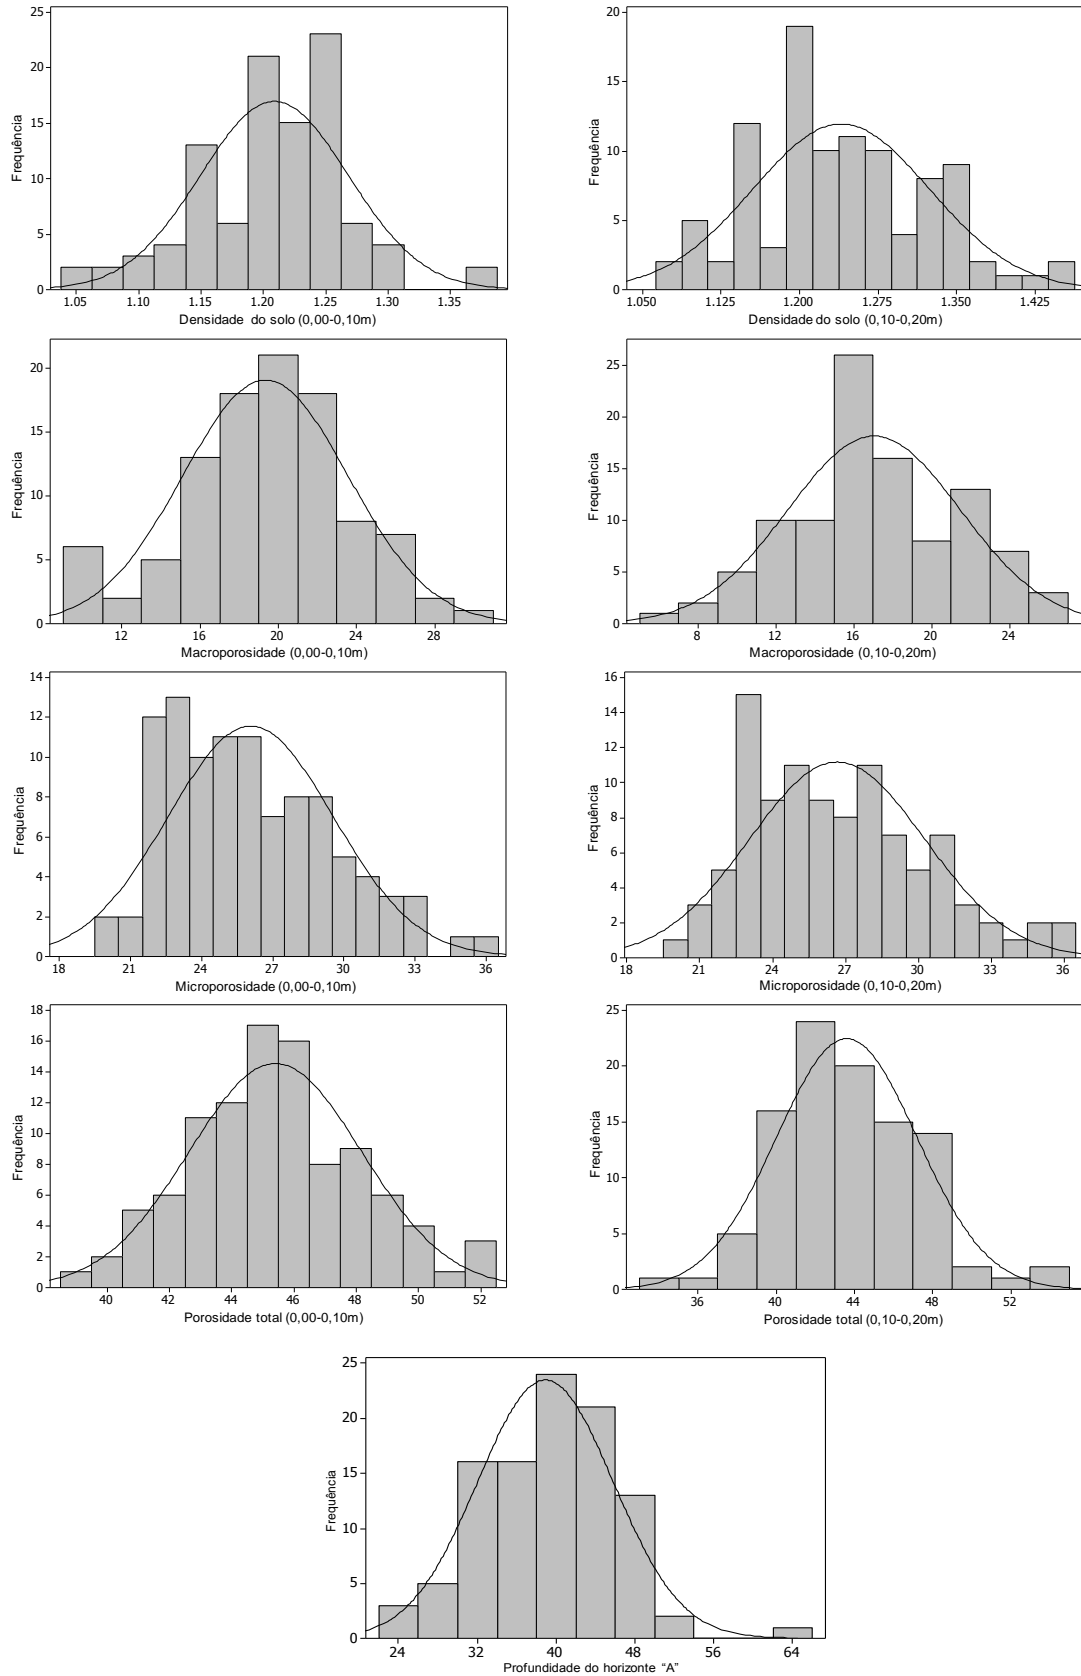 25
20
15
10
5
0
Frequência
1.05 1.10 1.15 1.20 1.25 1.30 1.35
Densidade do solo (0,00-0,10m)
20
15
10
5
0
Frequência
1.050 1.125 1.200 1.275 1.350 1.425
Densidade do solo (0,10-0,20m)
20
15
10
5
0
Frequência
12 16 20 24 28
Macroporosidade (0,00-0,10m)
25
20
15
10
5
0
Frequência
8 12 16 20 24
Macroporosidade (0,10-0,20m)
14
12
10
8
6
4
2
0
Frequência
18 21 24 27 30 33 36
Microporosidade (0,00-0,10m)
16
14
12
10
8
6
4
2
0
Frequência
18 21 24 27 30 33 36
Microporosidade (0,10-0,20m)
18
16
14
12
10
8
6
4
2
0
Frequência
40 42 44 46 48 50 52
Porosidade total (0,00-0,10m)
25
20
15
10
5
0
Frequência
36 40 44 48 52
Porosidade total (0,10-0,20m)
25
20
15
10
5
0
Frequência
24 32 40 48 56 64
Profundidade do horizonte “A”